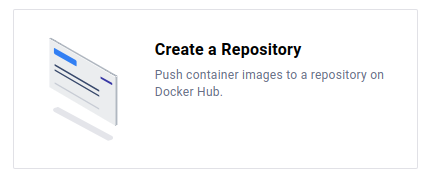 Create a Repository
Push container images to a repository on
Docker Hub.